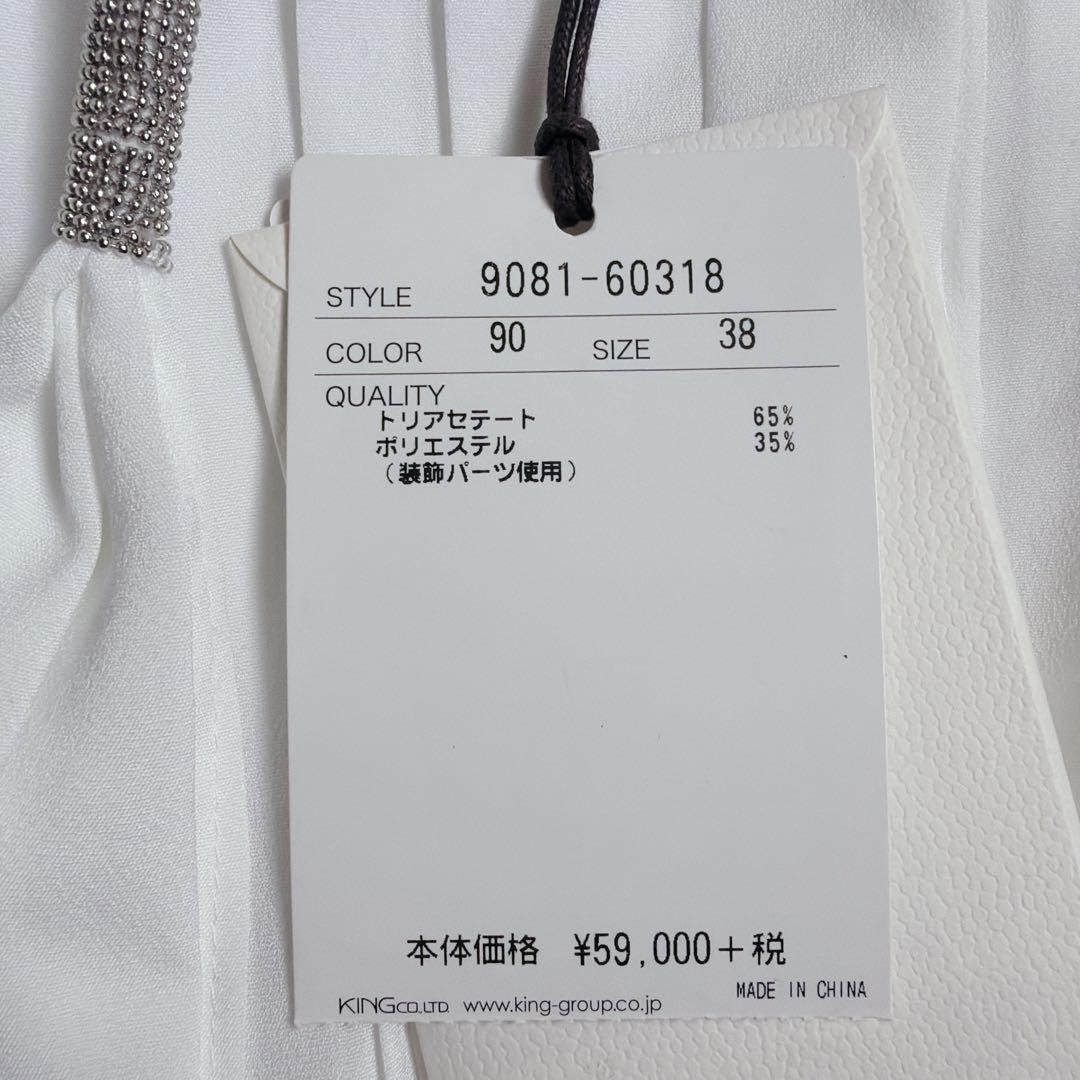 STYLE 9081-60318
COLOR 90 SIZE 38
QUALITY
トリアセテート 65%
ポリエステル 35%
(装飾パーツ使用)
本体価格 ¥59,000+税
MADE IN CHINA
KING CO.,LTD. www.king-group.co.jp